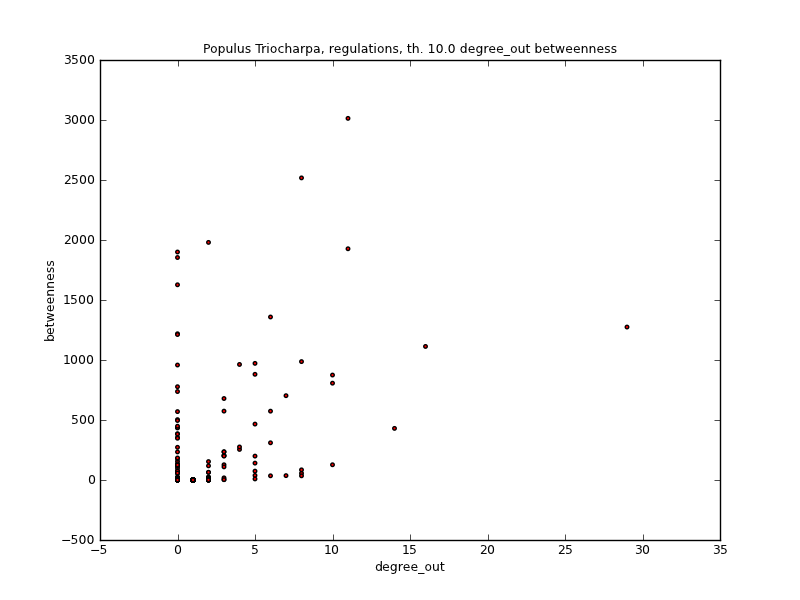 Populus Triocharpa, regulations, th. 10.0 degree_out betweenness
3500
3000
2500
2000
1500
1000
500
0
−500
betweenness
−5 0 5 10 15 20 25 30 35
degree_out